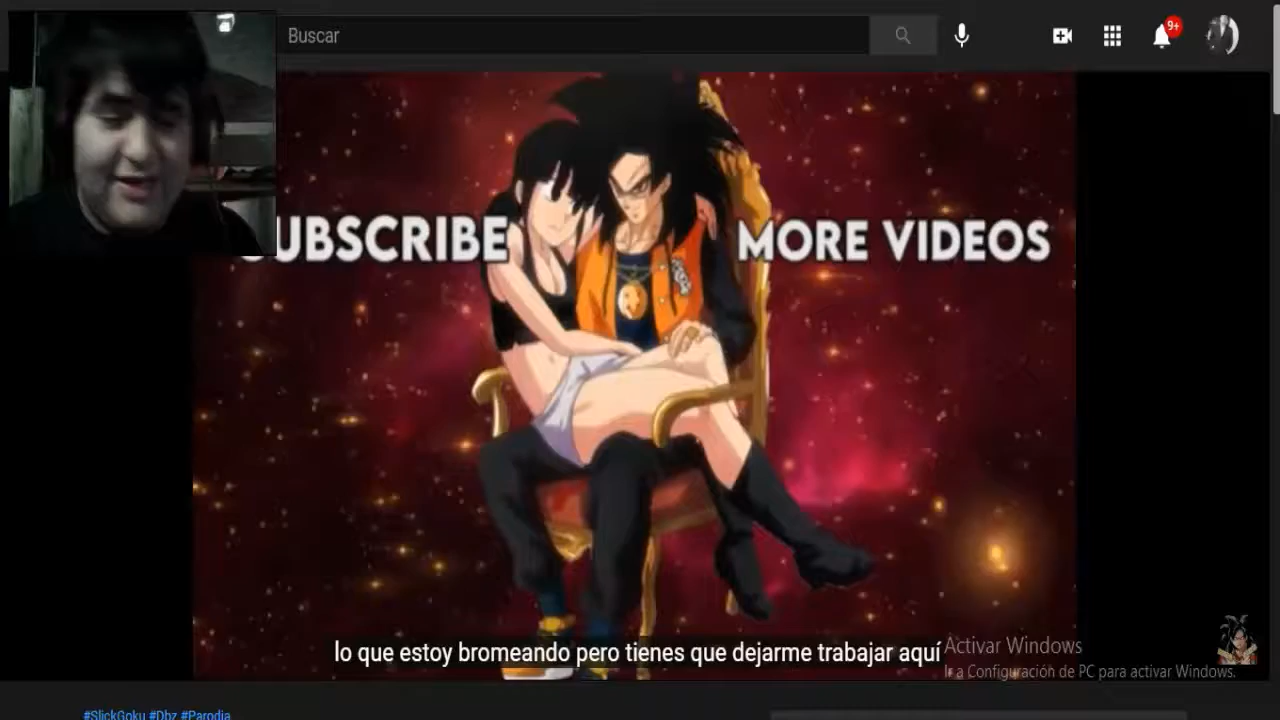 Buscar
9+
UBSCRIBE
MORE VIDEOS
lo que estoy bromeando pero tienes que dejarme trabajar aquí
Activar Windows
Ir a Configuración de PC para activar Windows.
#SlickGoku #Dbz #Parodia